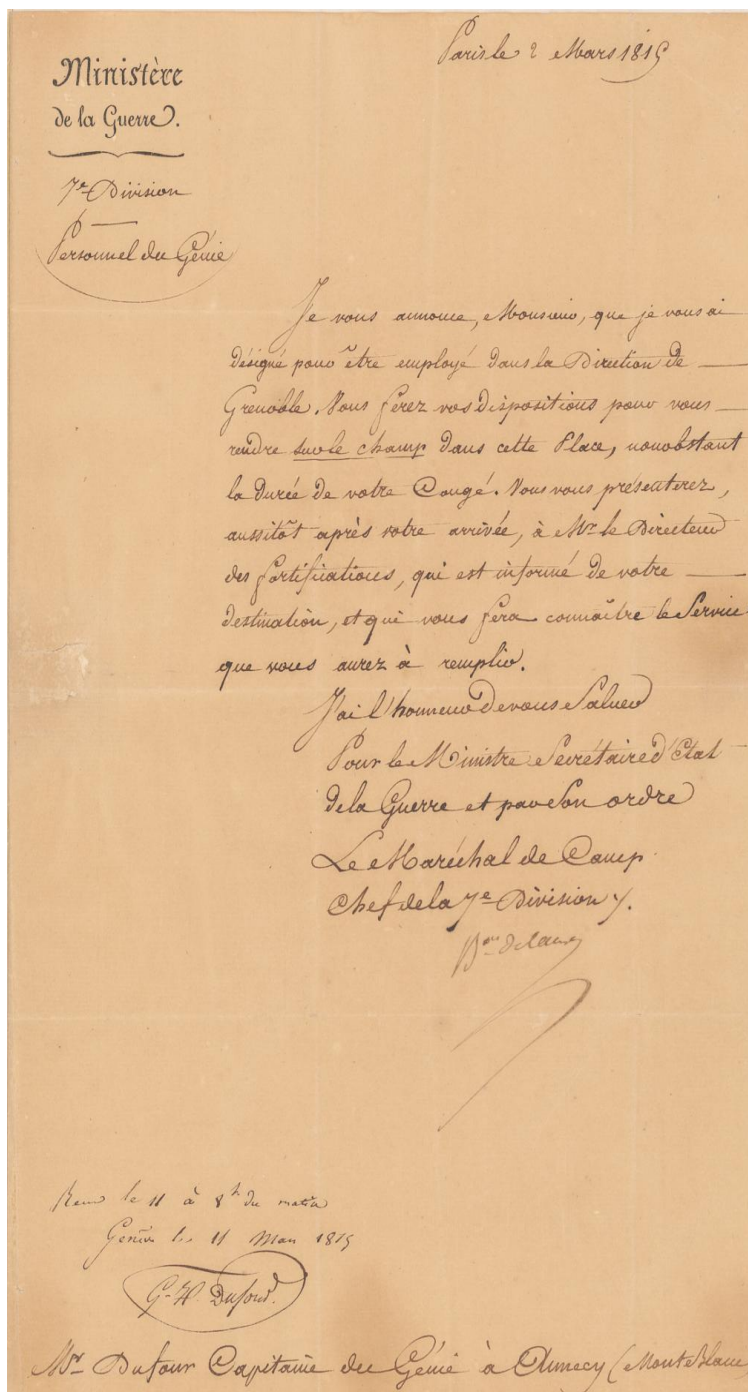 Paris le 2 Mars 1815
Ministère
de la Guerre.
7e Division
Personnel du Génie
Je vous annonce, Monsieur, que je vous ai
désigné pour être employé dans la Direction de
Grenoble. Vous ferez vos dispositions pour vous
rendre sur le champ dans cette Place, nonobstant
la durée de votre Congé. Vous vous présenterez,
aussitôt après votre arrivée, à Mr. le Directeur
des fortifications, qui est informé de votre
destination, et qui vous fera connaître le Service
que vous aurez à remplir.
J'ai l'honneur de vous Saluer
Pour le Ministre Secrétaire d'Etat
de la Guerre et par Son ordre
Le Maréchal de Camp
Chef de la 7e Division
Bon
Reçu le 11 à 8h du matin
Genève le 11 Mars 1815
G. H. Dufour.
Mr. Dufour Capitaine du Génie à Annecy (Mont Blanc